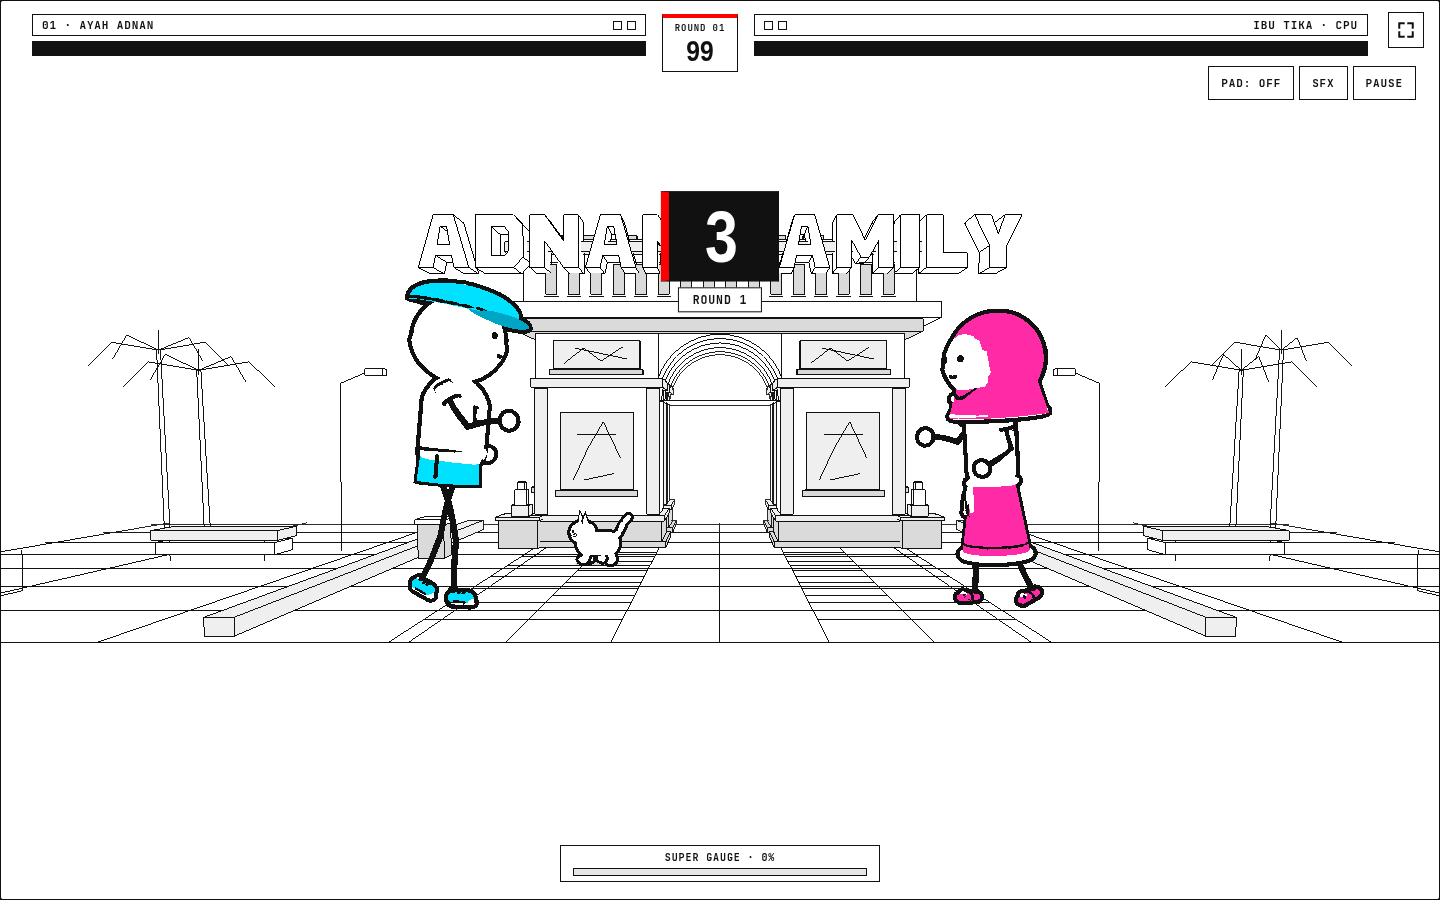 01 · AYAH ADNAN
ROUND 01
99
IBU TIKA · CPU
PAD: OFF
SFX
PAUSE
ADNAN AMILY
3
ROUND 1
SUPER GAUGE · 0%